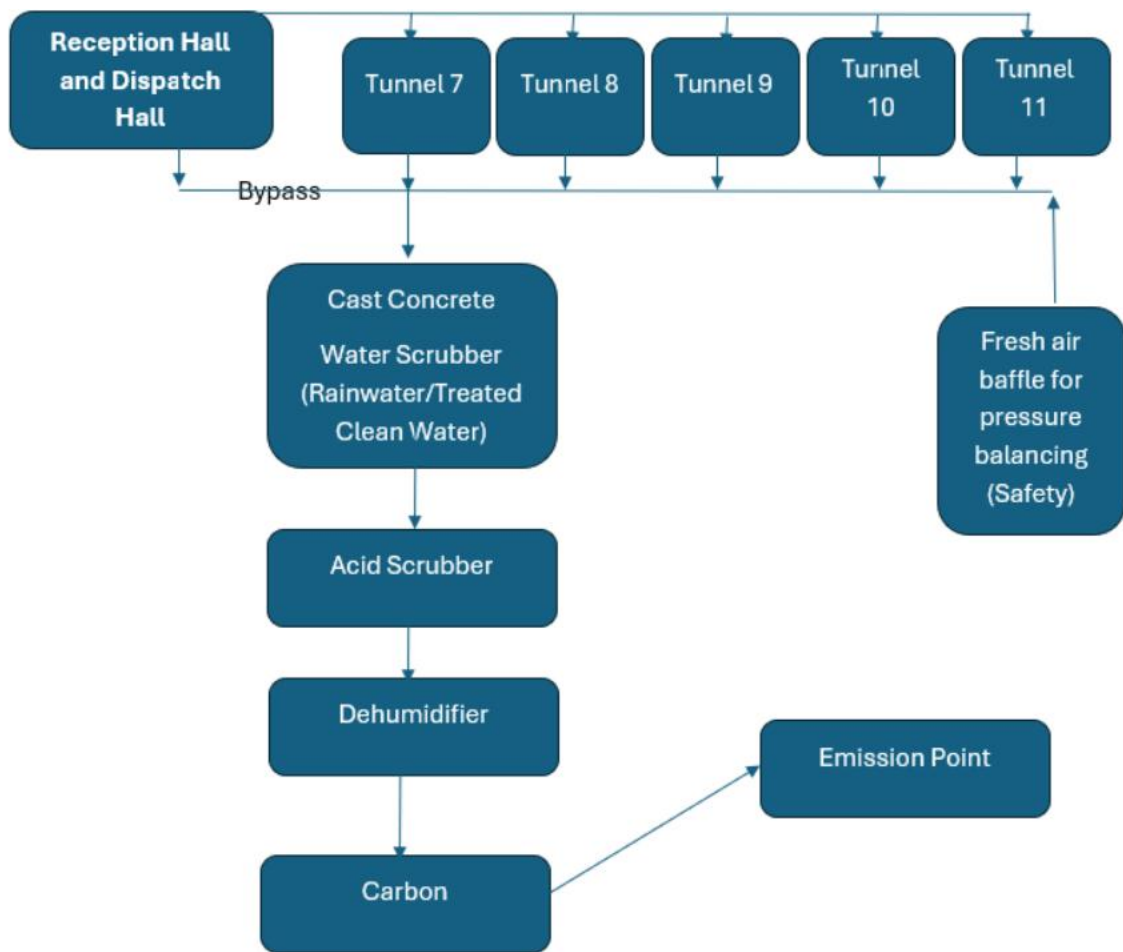 Reception Hall
and Dispatch
Hall
Tunnel 7
Tunnel 8
Tunnel 9
Tunnel
10
Tunnel
11
Bypass
Cast Concrete
Water Scrubber
(Rainwater/Treated
Clean Water)
Fresh air
baffle for
pressure
balancing
(Safety)
Acid Scrubber
Dehumidifier
Emission Point
Carbon